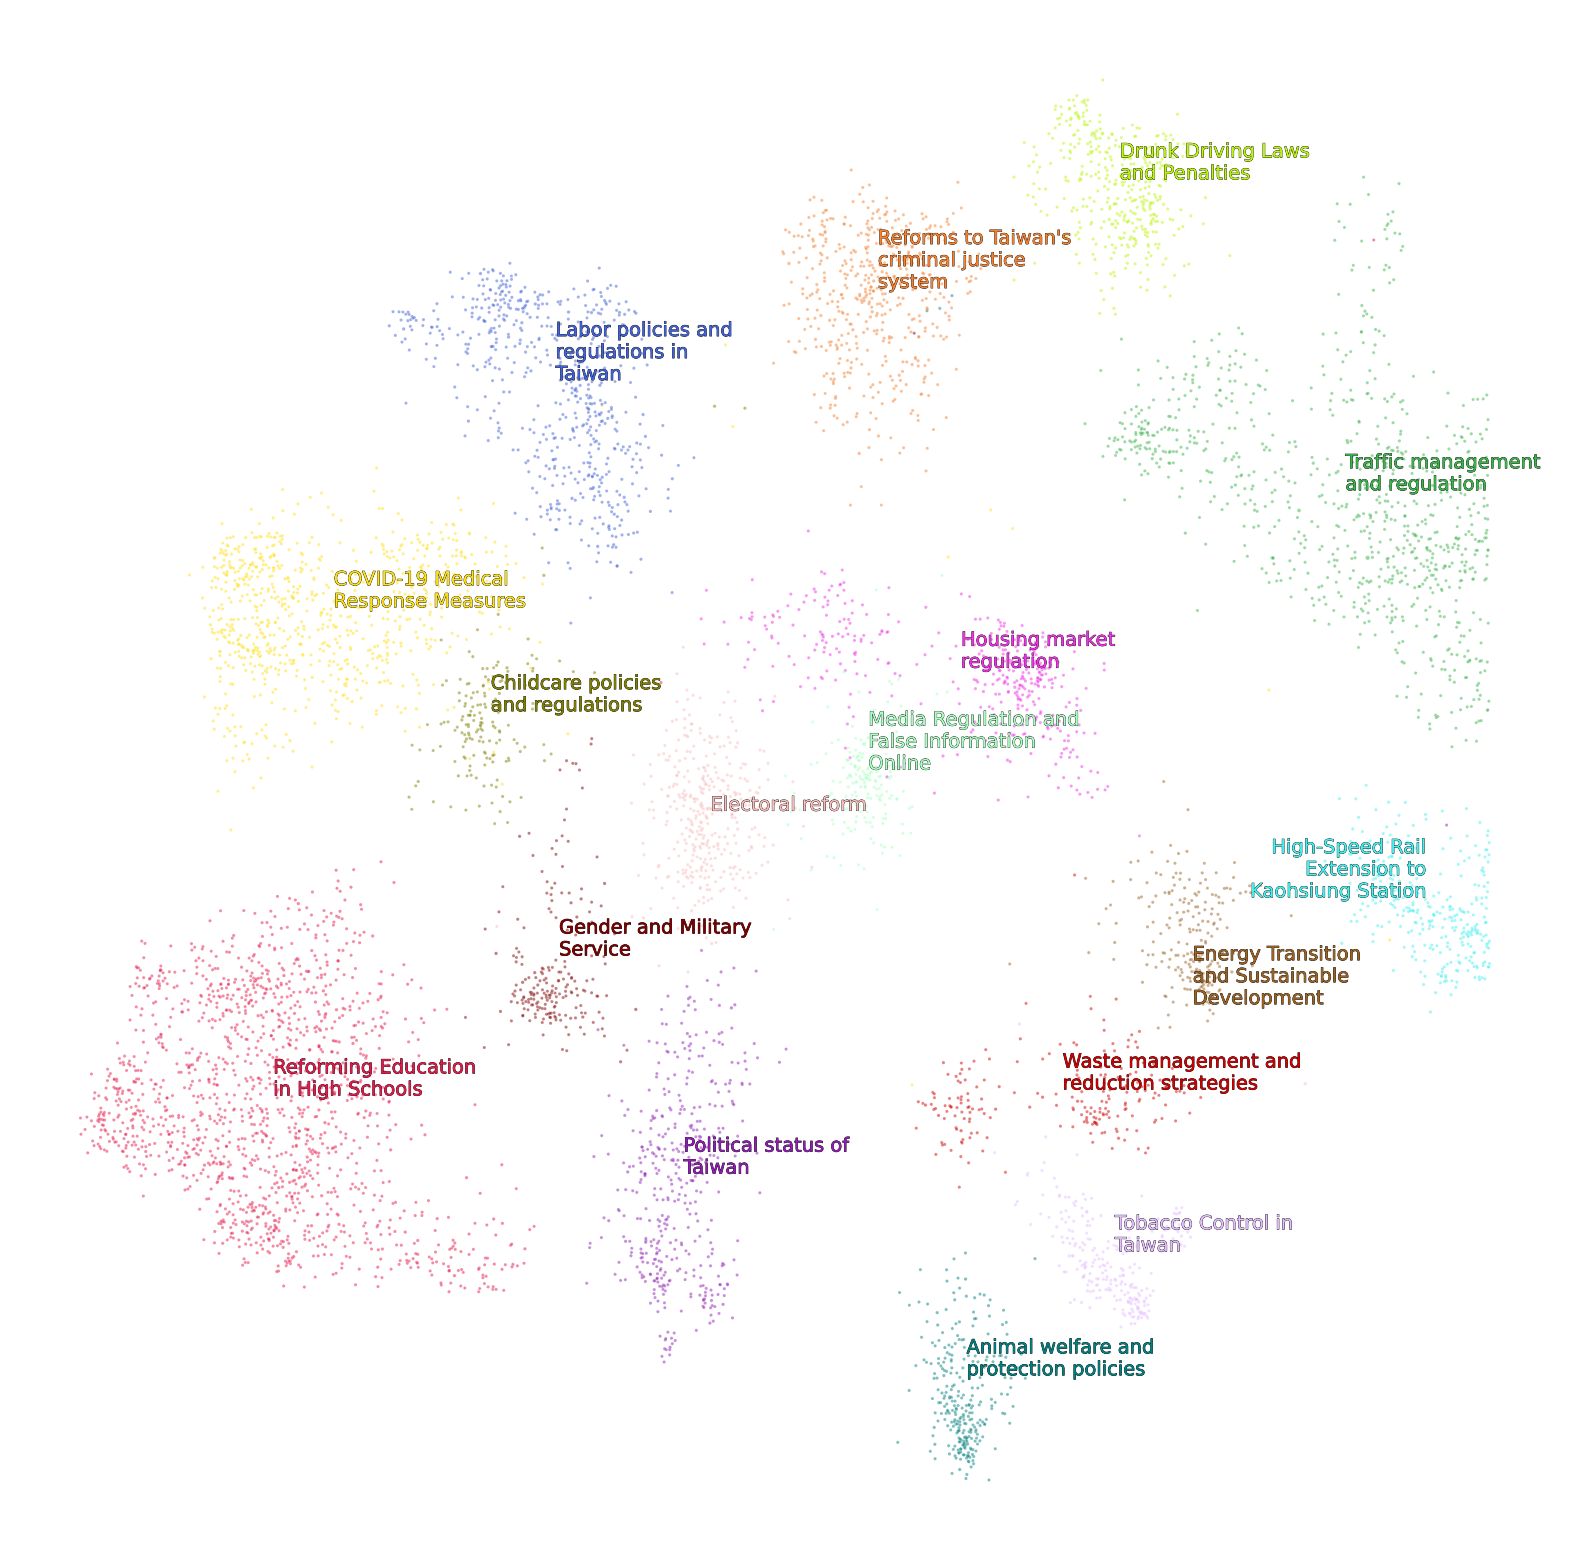 Drunk Driving Laws
and Penalties
Reforms to Taiwan's
criminal justice
system
Labor policies and
regulations in
Taiwan
Traffic management
and regulation
COVID-19 Medical
Response Measures
Housing market
regulation
Childcare policies
and regulations
Media Regulation and
False Information
Online
Electoral reform
High-Speed Rail
Extension to
Kaohsiung Station
Gender and Military
Service
Energy Transition
and Sustainable
Development
Reforming Education
in High Schools
Waste management and
reduction strategies
Political status of
Taiwan
Tobacco Control in
Taiwan
Animal welfare and
protection policies